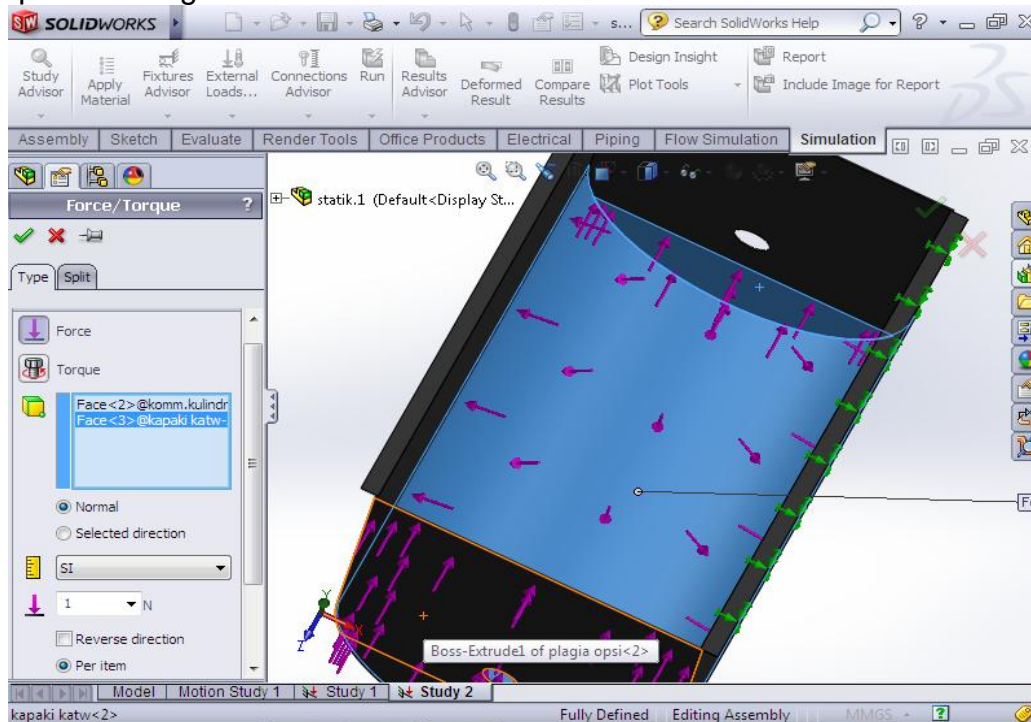 SOLIDWORKS
s...
Search SolidWorks Help
Study Advisor
Apply Material
Fixtures Advisor
External Loads...
Connections Advisor
Run
Results Advisor
Deformed Result
Compare Results
Design Insight
Plot Tools
Report
Include Image for Report
Assembly Sketch Evaluate Render Tools Office Products Electrical Piping Flow Simulation Simulation
statik.1 (Default<Display St...
Force/Torque ?
Type Split
Force
Torque
Face<2>@komm.kulindr
Face<3>@kapaki katw-
Normal
Selected direction
SI
1 N
Reverse direction
Per item
Y
X
Z
Boss-Extrude1 of plagia opsi<2>
Model Motion Study 1 Study 1 Study 2
kapaki katw<2> Fully Defined Editing Assembly MMGS